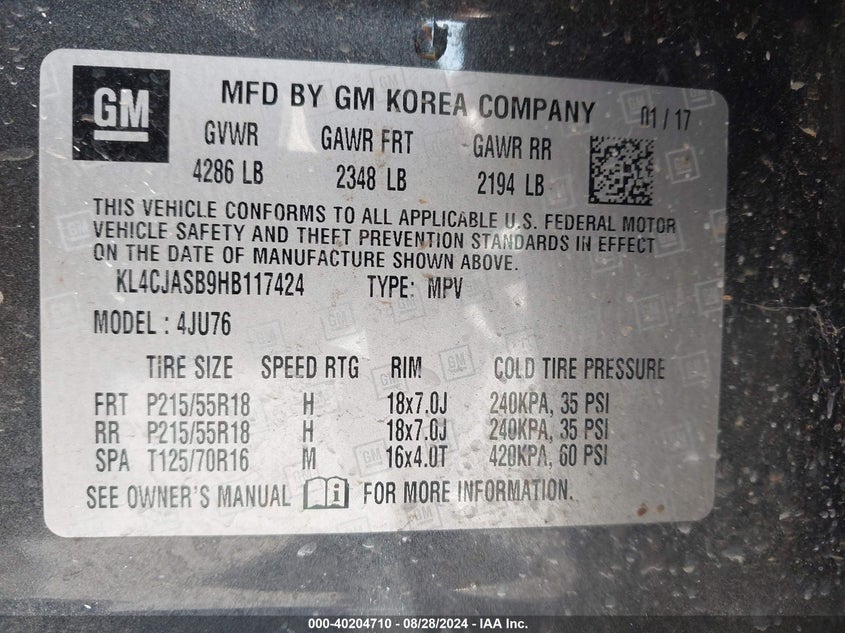 GM
MFD BY GM KOREA COMPANY 01/17
GVWR GAWR FRT GAWR RR
4286 LB 2348 LB 2194 LB
THIS VEHICLE CONFORMS TO ALL APPLICABLE U.S. FEDERAL MOTOR
VEHICLE SAFETY AND THEFT PREVENTION STANDARDS IN EFFECT
ON THE DATE OF MANUFACTURE SHOWN ABOVE.
KL4CJASB9HB117424 TYPE: MPV
MODEL : 4JU76
TIRE SIZE SPEED RTG RIM COLD TIRE PRESSURE
FRT P215/55R18 H 18x7.0J 240KPA, 35 PSI
RR P215/55R18 H 18x7.0J 240KPA, 35 PSI
SPA T125/70R16 M 16x4.0T 420KPA, 60 PSI
SEE OWNER'S MANUAL i FOR MORE INFORMATION.
000-40204710 - 08/28/2024 - IAA Inc.